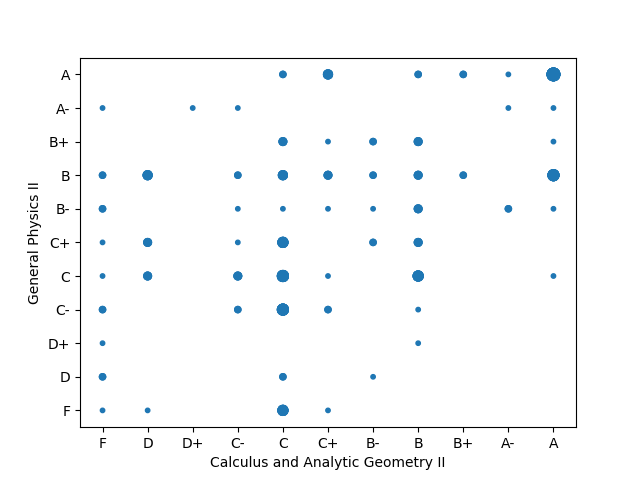 General Physics II
A
A-
B+
B
B-
C+
C
C-
D+
D
F
F D D+ C- C C+ B- B B+ A- A
Calculus and Analytic Geometry II